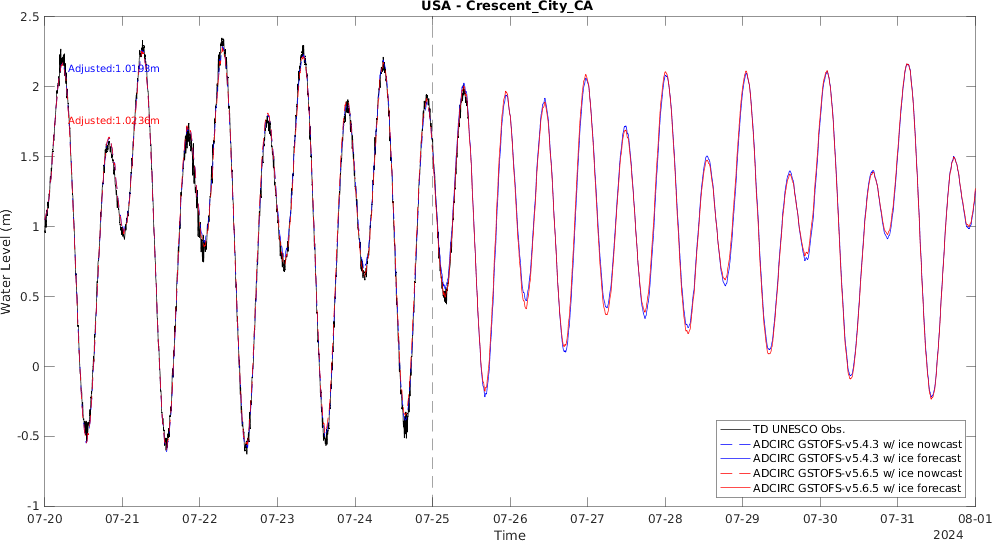 USA - Crescent_City_CA
2.5
2
1.5
1
0.5
0
-0.5
-1
Water Level (m)
Adjusted:1.0193m
Adjusted:1.0236m
TD UNESCO Obs.
ADCIRC GSTOFS-v5.4.3 w/ ice nowcast
ADCIRC GSTOFS-v5.4.3 w/ ice forecast
ADCIRC GSTOFS-v5.6.5 w/ ice nowcast
ADCIRC GSTOFS-v5.6.5 w/ ice forecast
07-20 07-21 07-22 07-23 07-24 07-25 07-26 07-27 07-28 07-29 07-30 07-31 08-01
Time
2024